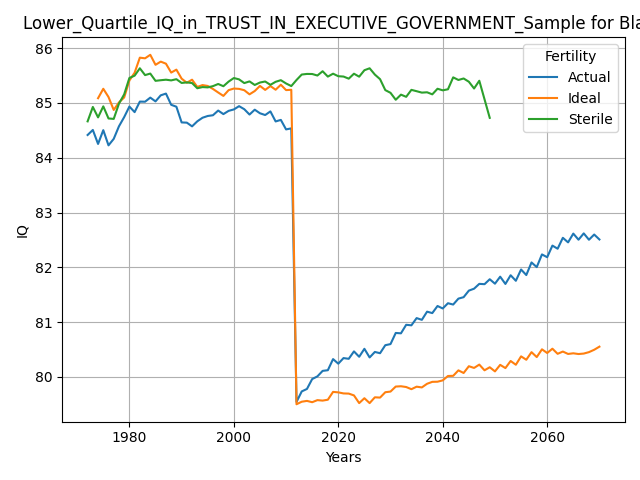 Lower_Quartile_IQ_in_TRUST_IN_EXECUTIVE_GOVERNMENT_Sample for Bla
Fertility
Actual
Ideal
Sterile
86
85
84
83
82
81
80
IQ
1980
2000
2020
2040
2060
Years